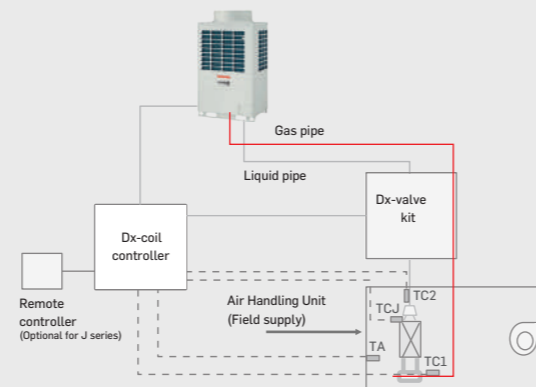 Gas pipe
Liquid pipe
Dx-valve
kit
Dx-coil
controller
Remote
controller
(Optional for J series)
Air Handling Unit
(Field supply)
TC2
TCJ
TA
TC1